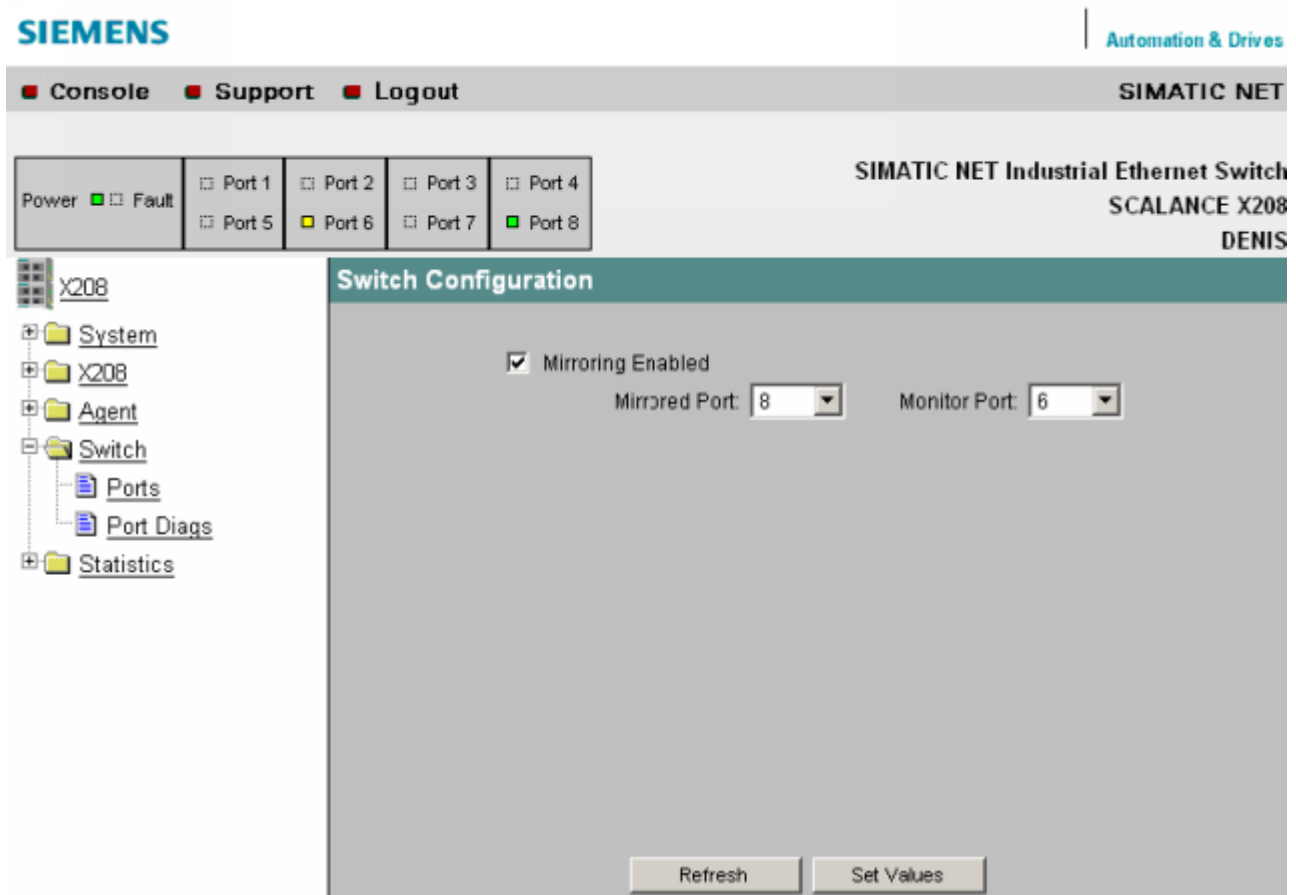 SIEMENS
Automation & Drives
Console Support Logout SIMATIC NET
SIMATIC NET Industrial Ethernet Switch
SCALANCE X208
DENIS
Power Fault
Port 1 Port 2 Port 3 Port 4
Port 5 Port 6 Port 7 Port 8
X208
System
X208
Agent
Switch
Ports
Port Diags
Statistics
Switch Configuration
Mirroring Enabled
Mirrored Port: 8 Monitor Port: 6
Refresh Set Values